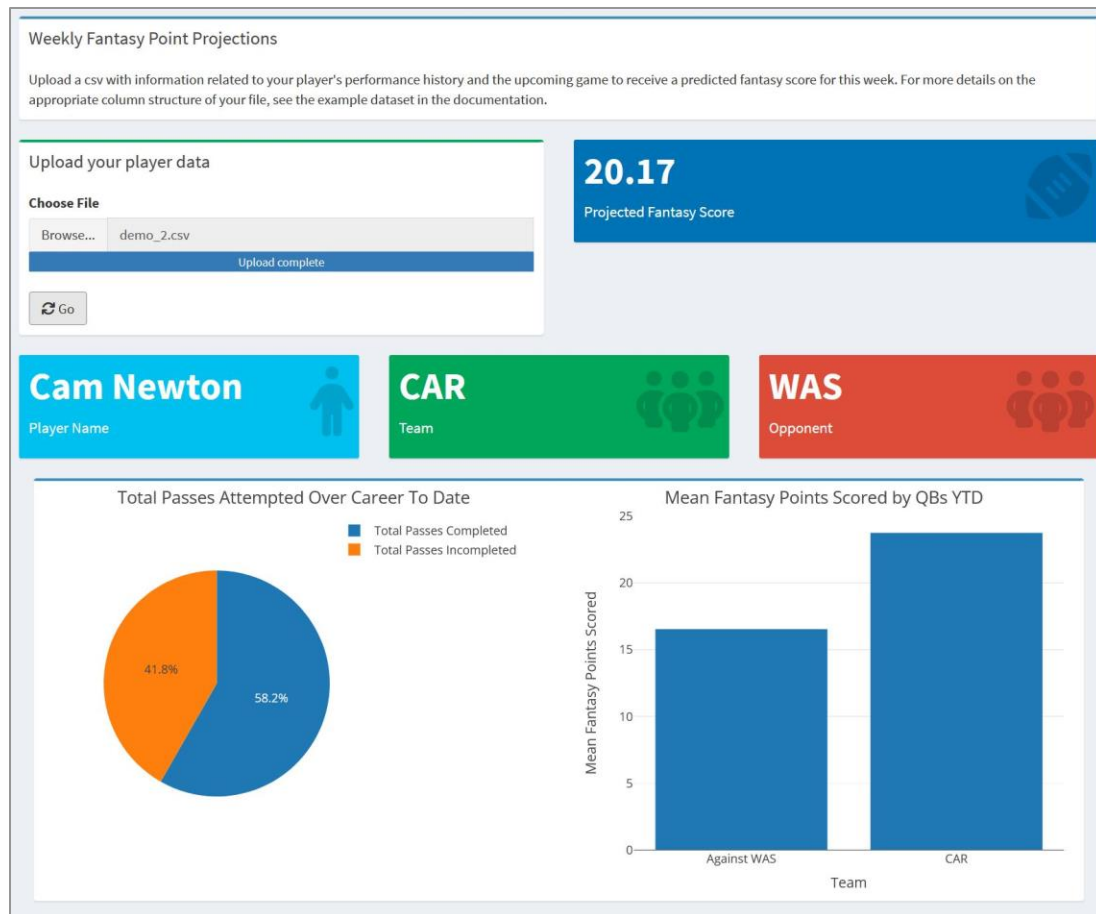 Weekly Fantasy Point Projections
Upload a csv with information related to your player's performance history and the upcoming game to receive a predicted fantasy score for this week. For more details on the
appropriate column structure of your file, see the example dataset in the documentation.
Upload your player data
Choose File
Browse... demo_2.csv
Upload complete
Go
20.17
Projected Fantasy Score
Cam Newton
Player Name
CAR
Team
WAS
Opponent
Total Passes Attempted Over Career To Date
Total Passes Completed
Total Passes Incompleted
41.8%
58.2%
Mean Fantasy Points Scored by QBs YTD
Mean Fantasy Points Scored
25
20
15
10
5
0
Against WAS CAR
Team